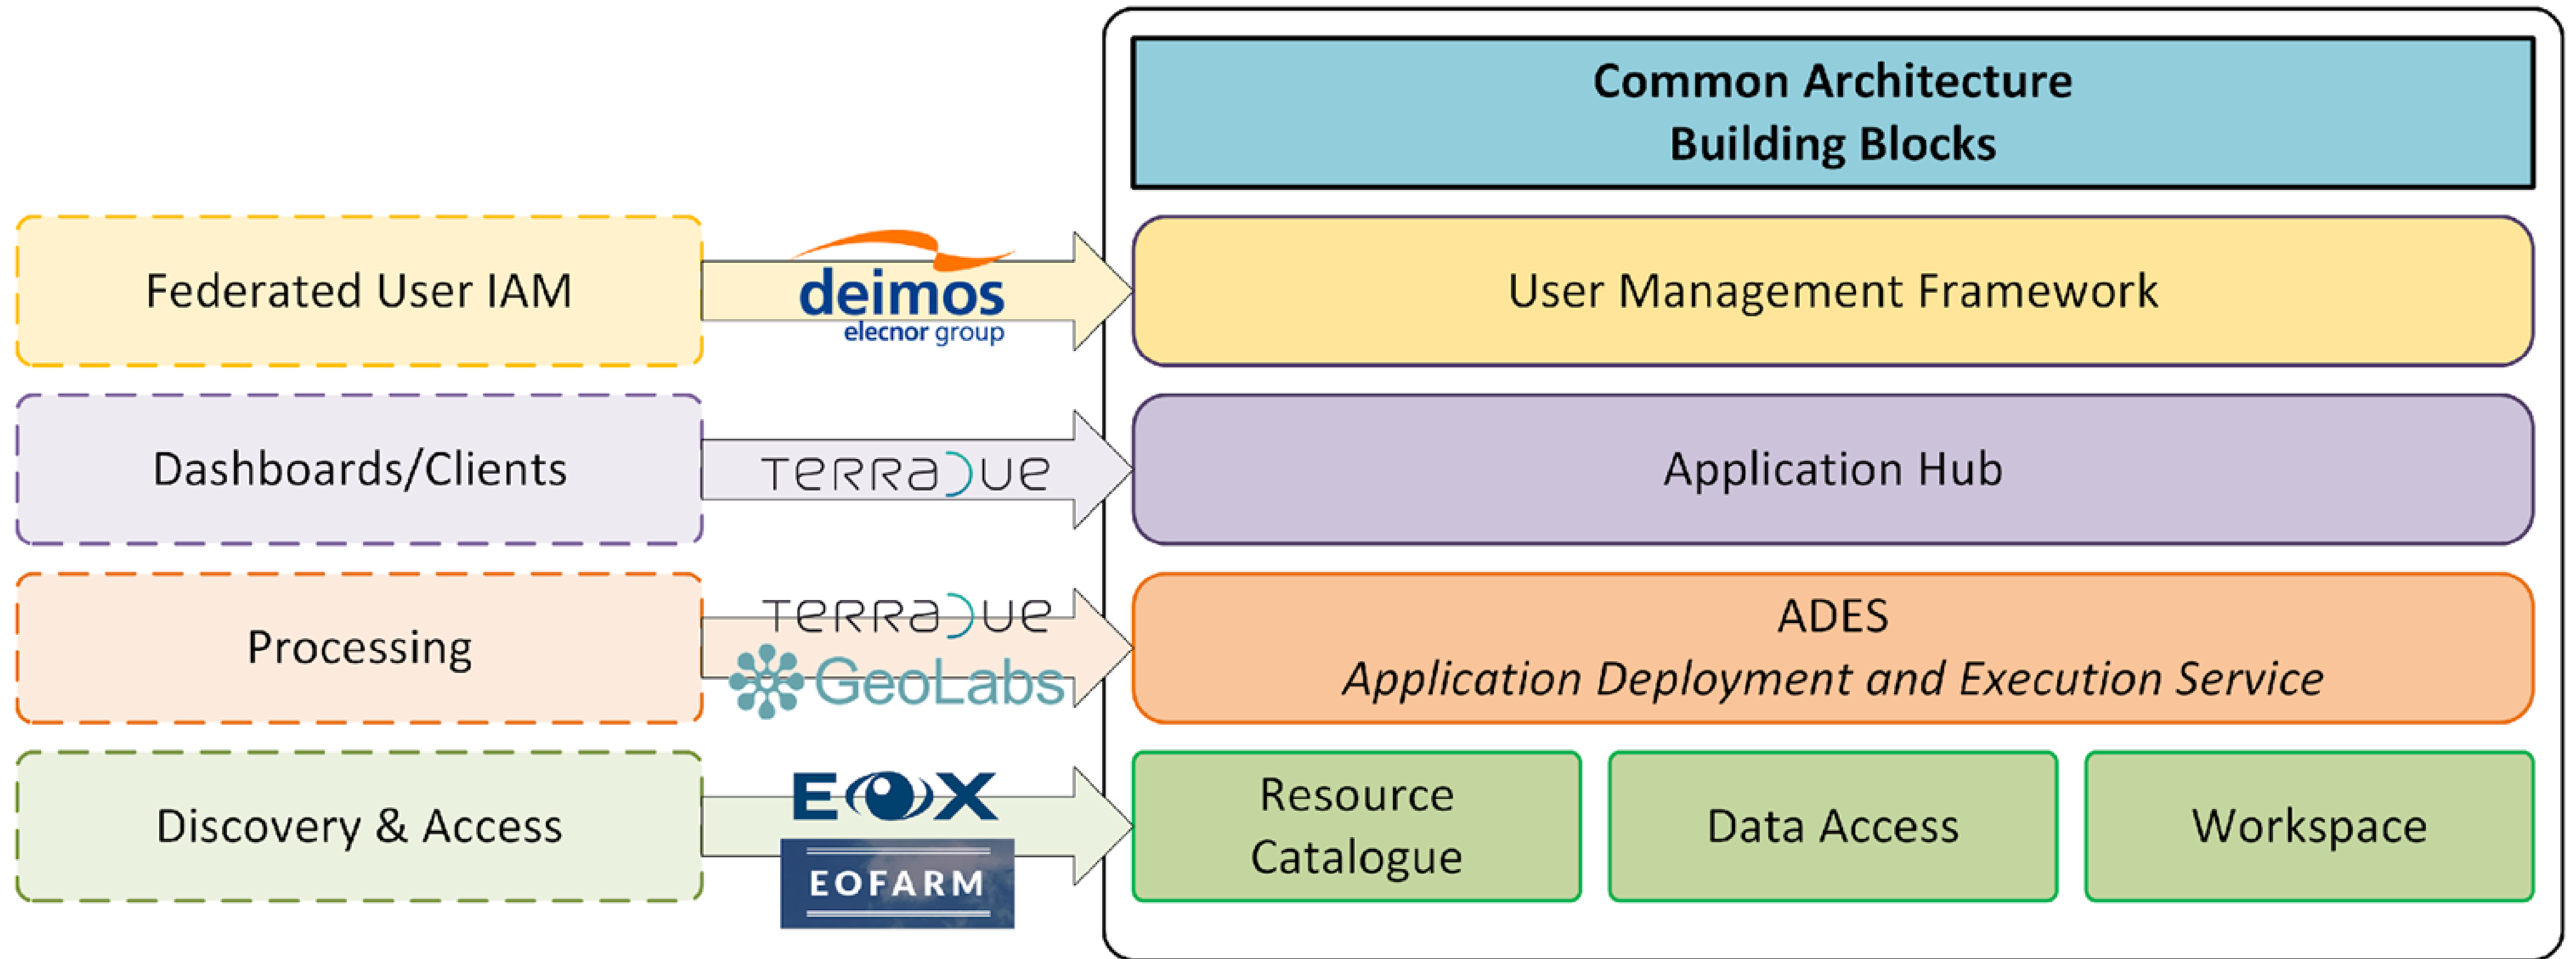 Common Architecture
Building Blocks
Federated User IAM
deimos
elecnor group
User Management Framework
Dashboards/Clients
Terradue
Application Hub
Processing
Terradue
GeoLabs
ADES
Application Deployment and Execution Service
Discovery & Access
EOX
EOFARM
Resource
Catalogue
Data Access
Workspace